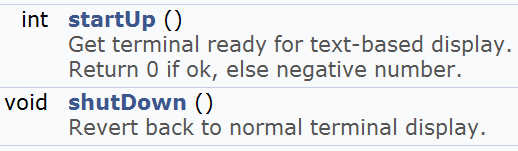 int startUp ()
Get terminal ready for text-based display.
Return 0 if ok, else negative number.
void shutDown ()
Revert back to normal terminal display.